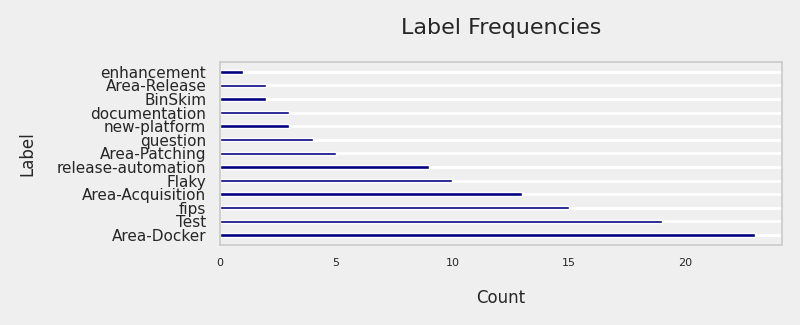 Label Frequencies
Label
enhancement
Area-Release
BinSkim
documentation
new-platform
question
Area-Patching
release-automation
Flaky
Area-Acquisition
fips
Test
Area-Docker
0 5 10 15 20
Count